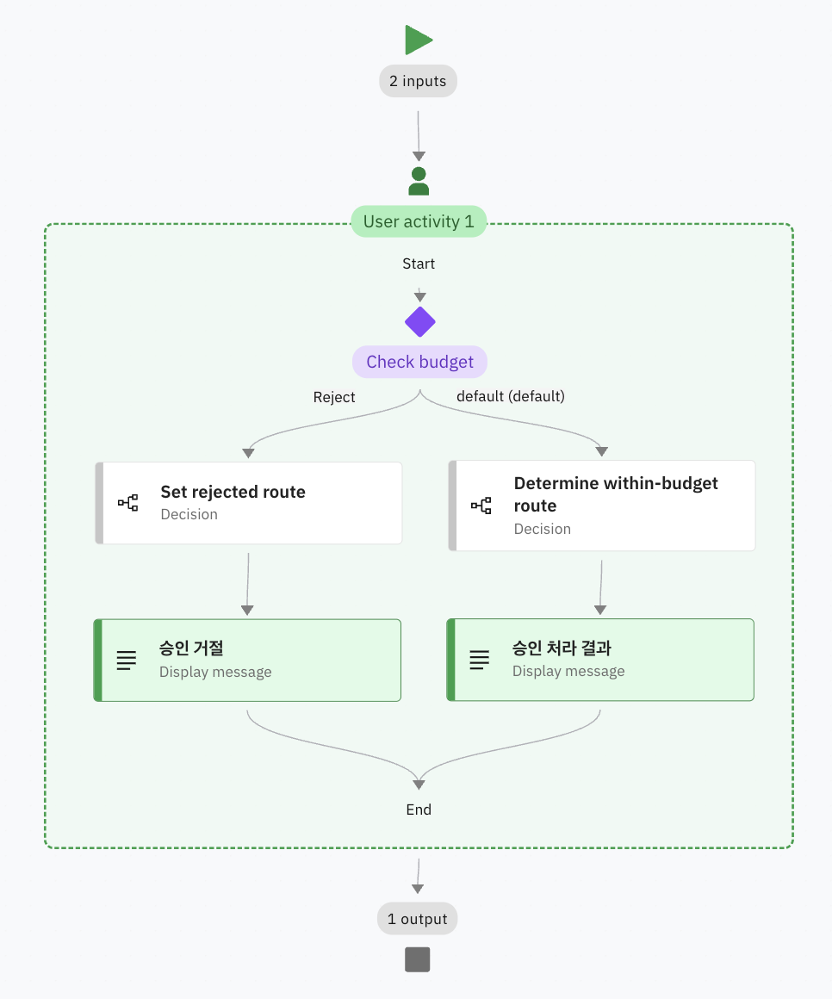 2 inputs
User activity 1
Start
Check budget
Reject
default (default)
Set rejected route
Decision
Determine within-budget
route
Decision
승인 거절
Display message
승인 처라 결과
Display message
End
1 output